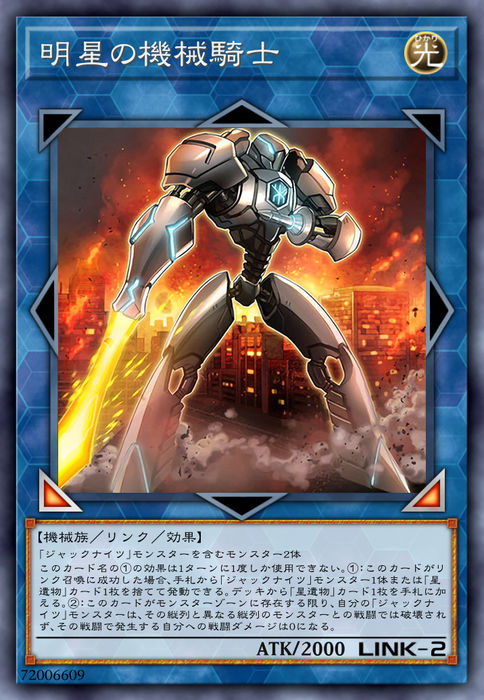 明星の機械騎士
ひかり
光
【機械族／リンク／効果】
「ジャックナイツ」モンスターを含むモンスター2体
このカード名の①の効果は1ターンに1度しか使用できない。①：このカードがリ
ンク召喚に成功した場合、手札から「ジャックナイツ」モンスター1体または「星
遺物」カード1枚を捨てて発動できる。デッキから「星遺物」カード1枚を手札に加
える。②：このカードがモンスターゾーンに存在する限り、自分の「ジャックナ
イツ」モンスターは、その縦列と異なる縦列のモンスターとの戦闘では破壊され
ず、その戦闘で発生する自分への戦闘ダメージは0になる。
ATK/2000 LINK-2
72006609